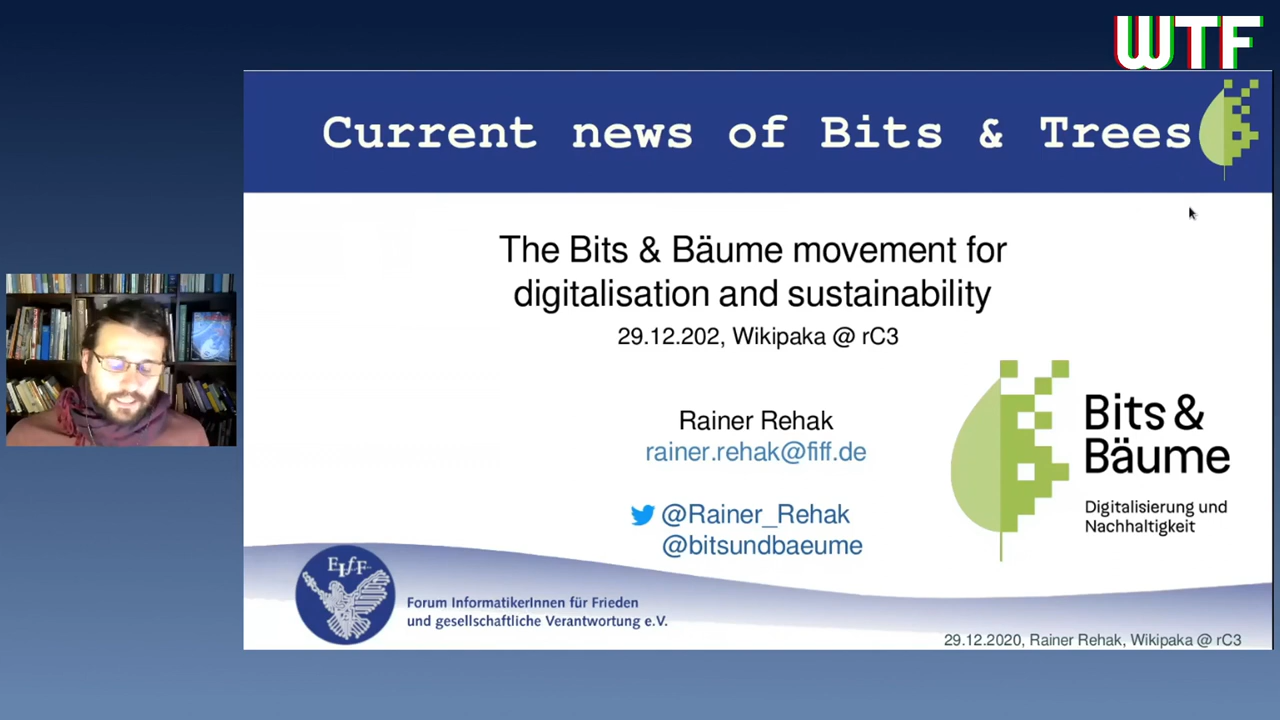 WTF
Current news of Bits & Trees
The Bits & Bäume movement for
digitalisation and sustainability
29.12.202, Wikipaka @ rC3
Rainer Rehak
rainer.rehak@fiff.de
@Rainer_Rehak
@bitsundbaeume
Bits &
Bäume
Digitalisierung und
Nachhaltigkeit
FIfF
Forum InformatikerInnen für Frieden
und gesellschaftliche Verantwortung e.V.
29.12.2020, Rainer Rehak, Wikipaka @ rC3